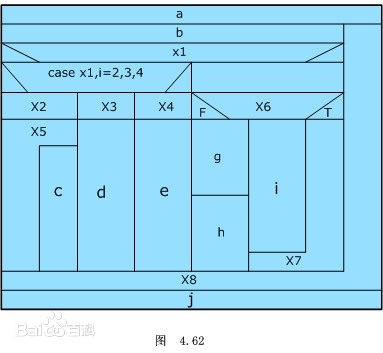 a
b
x1
case x1,i=2,3,4
X2 X3 X4 X6
F T
X5
g
c d e i
h
X7
X8
j
Bai百科
图 4.62